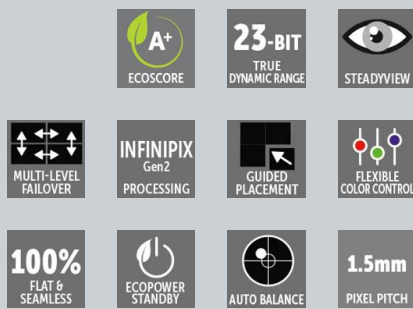 A+
ECOSCORE
23-BIT
TRUE
DYNAMIC RANGE
STEADYVIEW
MULTI-LEVEL
FAILOVER
INFINIPIX
Gen2
PROCESSING
GUIDED
PLACEMENT
FLEXIBLE
COLOR CONTROL
100%
FLAT &
SEAMLESS
ECOPOWER
STANDBY
AUTO BALANCE
1.5mm
PIXEL PITCH